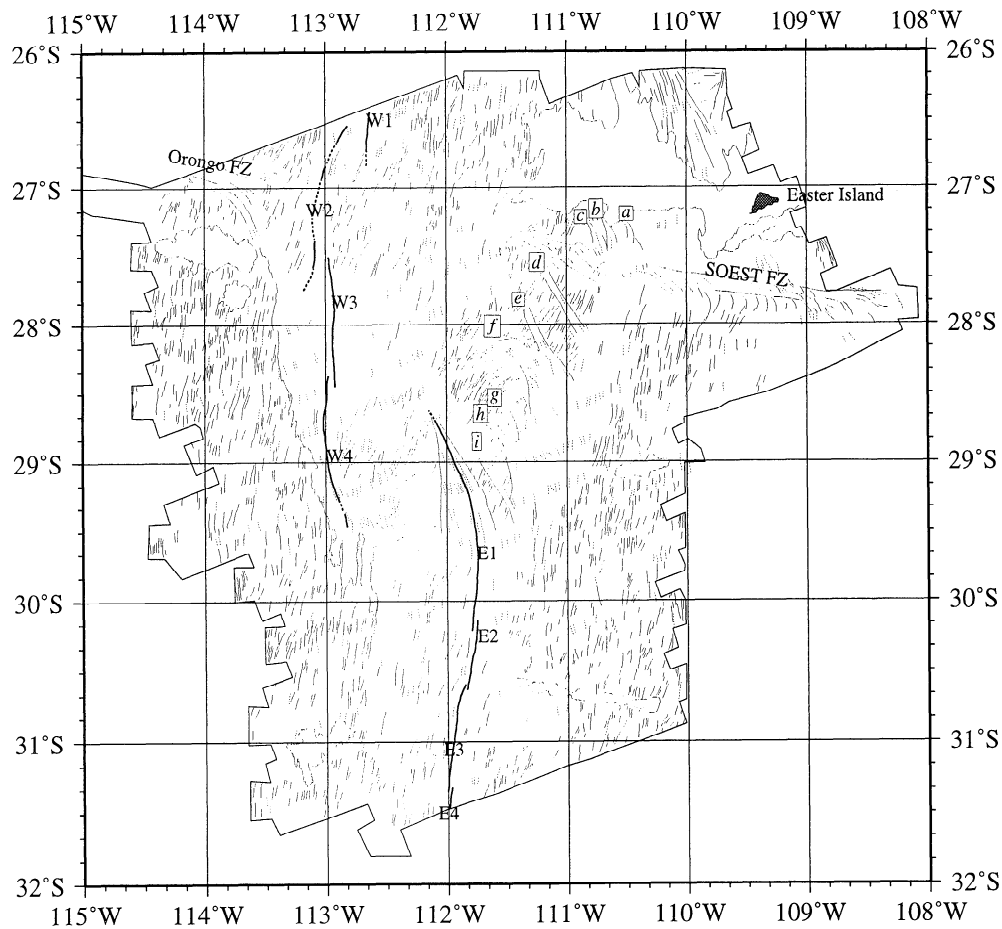 115°W 114°W 113°W 112°W 111°W 110°W 109°W 108°W
26°S 26°S
W1
Orongo FZ
27°S 27°S
Easter Island
W2
c b a
d
SOEST FZ
e
W3
f
28°S 28°S
g
h
i
W4
29°S 29°S
E1
30°S 30°S
E2
31°S 31°S
E3
E4
32°S 32°S
115°W 114°W 113°W 112°W 111°W 110°W 109°W 108°W